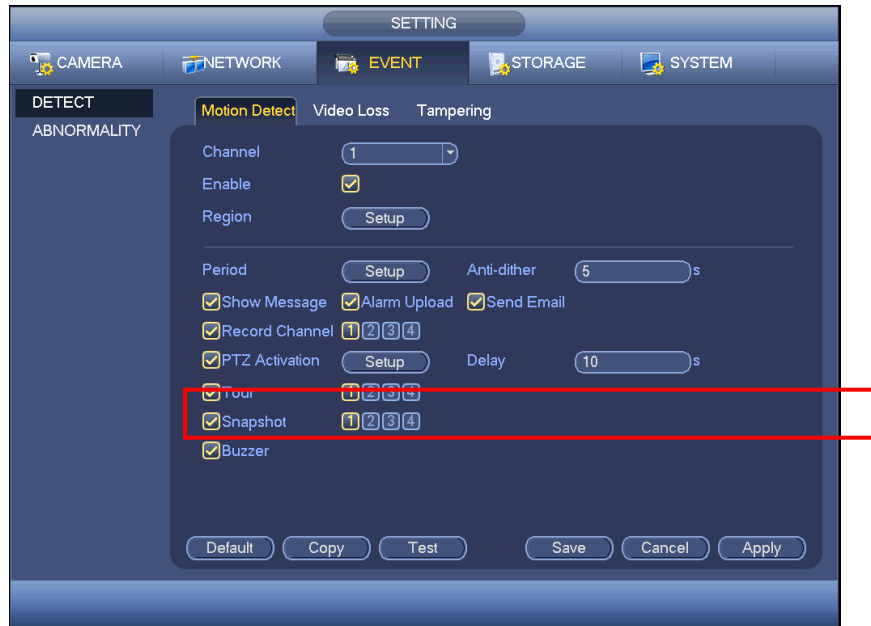 SETTING
CAMERA NETWORK EVENT STORAGE SYSTEM
DETECT
ABNORMALITY
Motion Detect Video Loss Tampering
Channel 1
Enable
Region Setup
Period Setup Anti-dither 5 s
Show Message Alarm Upload Send Email
Record Channel 1 2 3 4
PTZ Activation Setup Delay 10 s
Tour 1 2 3 4
Snapshot 1 2 3 4
Buzzer
Default Copy Test Save Cancel Apply